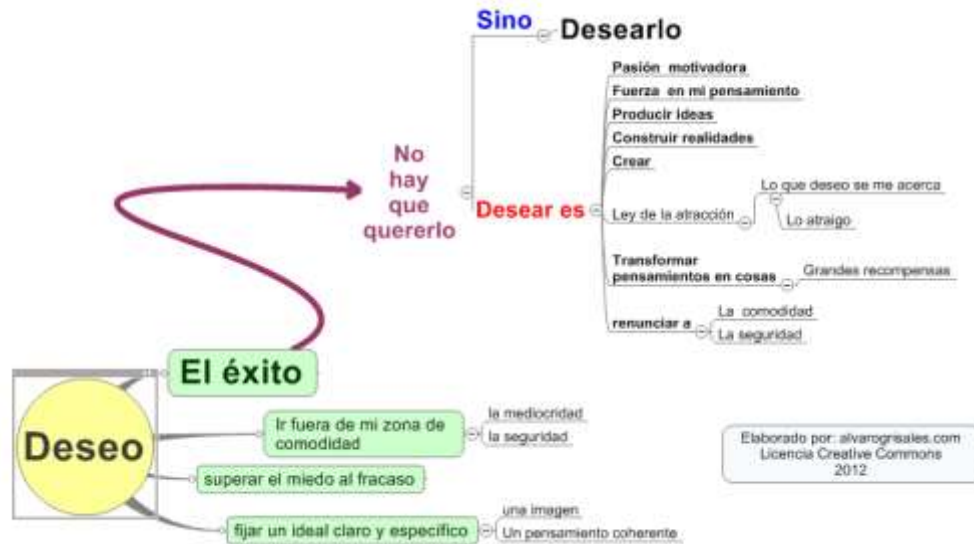 Sino
Desearlo
No
hay
que
quererlo
Desear es
Pasión motivadora
Fuerza en mi pensamiento
Producir ideas
Construir realidades
Crear
Ley de la atracción
Lo que deseo se me acerca
Lo atraigo
Transformar
pensamientos en cosas
Grandes recompensas
renunciar a
La comodidad
La seguridad
El éxito
Deseo
Ir fuera de mi zona de
comodidad
la mediocridad
la seguridad
superar el miedo al fracaso
fijar un ideal claro y específico
una imagen
Un pensamiento coherente
Elaborado por: alvarogrisales.com
Licencia Creative Commons
2012